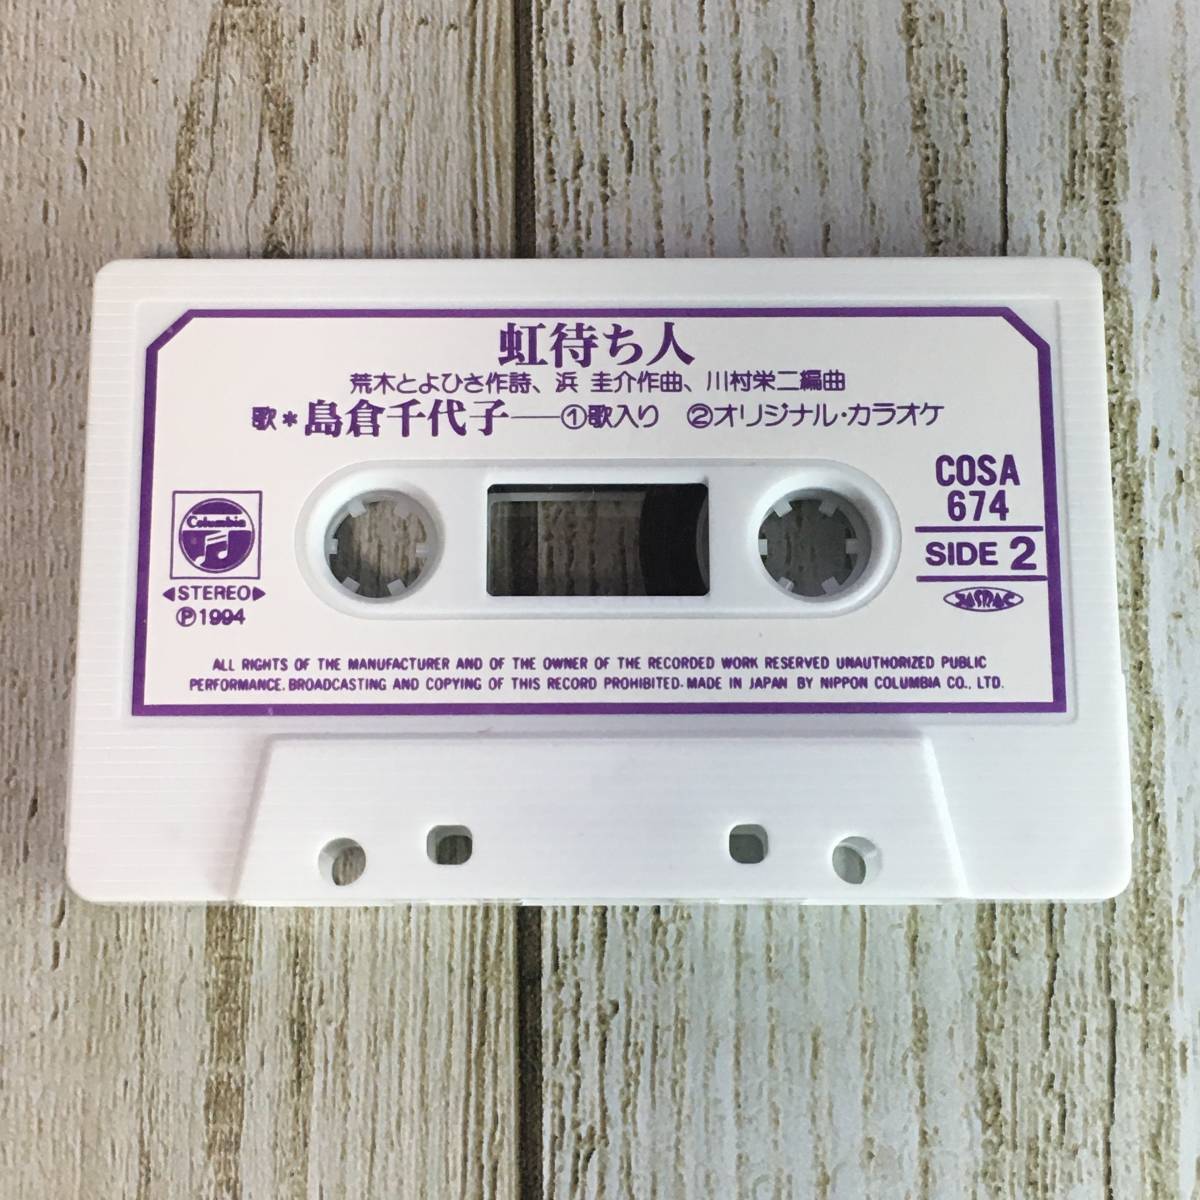 虹待ち人
荒木とよひさ作詩、浜 圭介作曲、川村栄二編曲
歌＊島倉千代子——①歌入り ②オリジナル・カラオケ
COSA
674
SIDE 2
JASRAC
Columbia
◀STEREO▶
Ⓟ1994
ALL RIGHTS OF THE MANUFACTURER AND OF THE OWNER OF THE RECORDED WORK RESERVED UNAUTHORIZED PUBLIC
PERFORMANCE. BROADCASTING AND COPYING OF THIS RECORD PROHIBITED・MADE IN JAPAN BY NIPPON COLUMBIA CO., LTD.